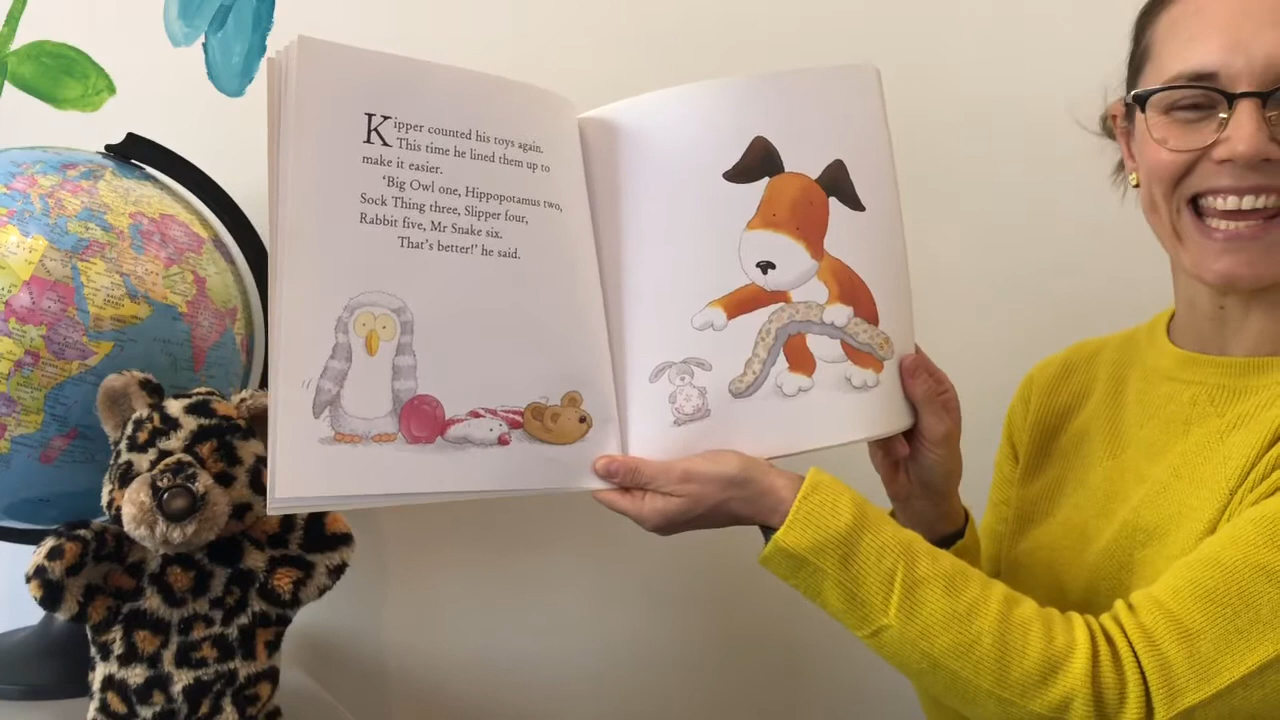 Kipper counted his toys again.
This time he lined them up to
make it easier.
‘Big Owl one, Hippopotamus two,
Sock Thing three, Slipper four,
Rabbit five, Mr Snake six.
That’s better!’ he said.